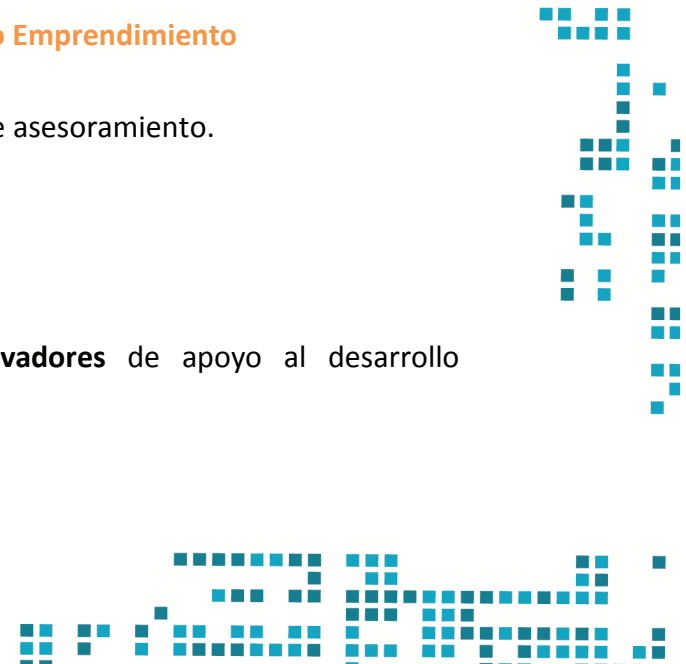 o Emprendimiento
e asesoramiento.
vadores de apoyo al desarrollo